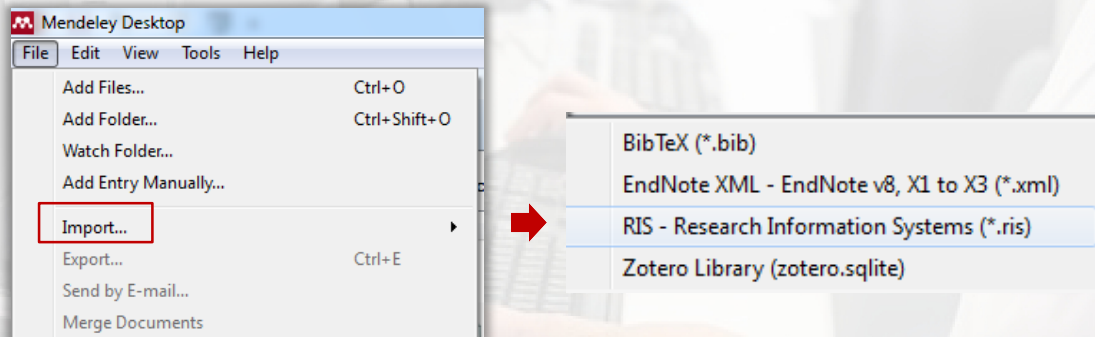 Mendeley Desktop
File Edit View Tools Help
Add Files... Ctrl+O
Add Folder... Ctrl+Shift+O
Watch Folder...
Add Entry Manually...
Import...
Export... Ctrl+E
Send by E-mail...
Merge Documents
BibTeX (*.bib)
EndNote XML - EndNote v8, X1 to X3 (*.xml)
RIS - Research Information Systems (*.ris)
Zotero Library (zotero.sqlite)